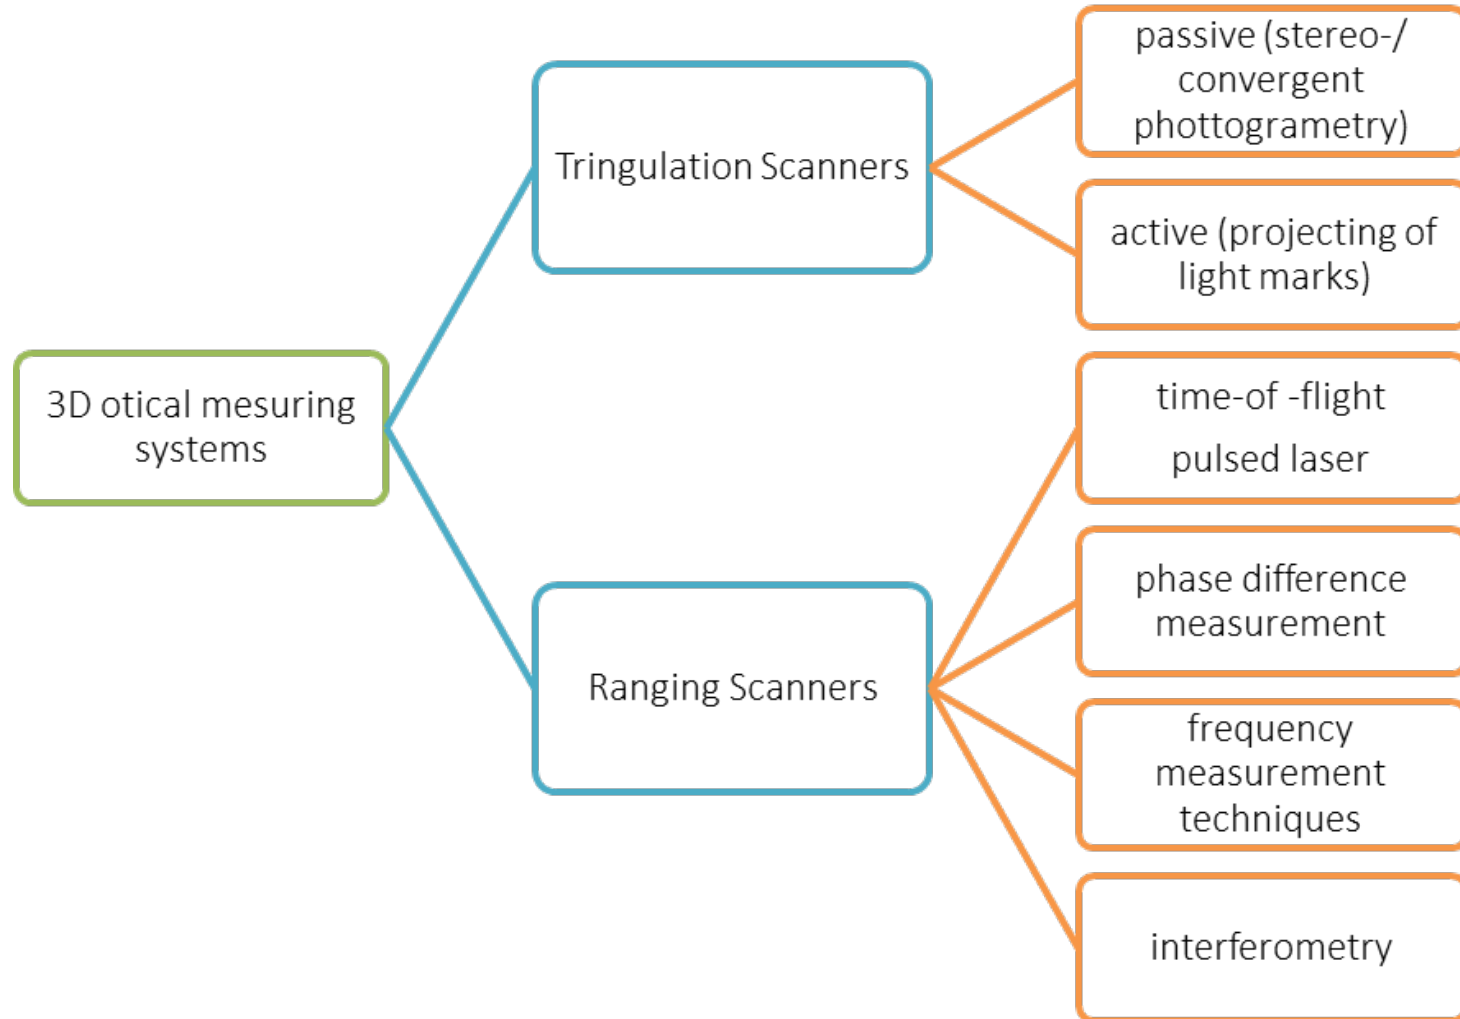 3D otical mesuring
systems
Tringulation Scanners
passive (stereo-/
convergent
phottogrametry)
active (projecting of
light marks)
Ranging Scanners
time-of -flight
pulsed laser
phase difference
measurement
frequency
measurement
techniques
interferometry